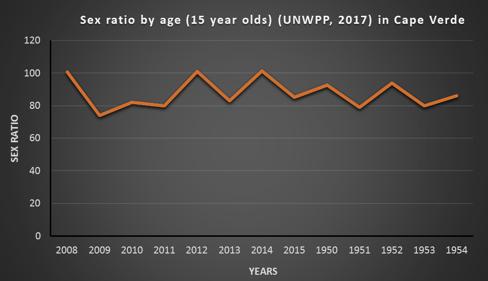 Sex ratio by age (15 year olds) (UNWPP, 2017) in Cape Verde
120
100
80
60
40
20
0
SEX RATIO
2008 2009 2010 2011 2012 2013 2014 2015 1950 1951 1952 1953 1954
YEARS